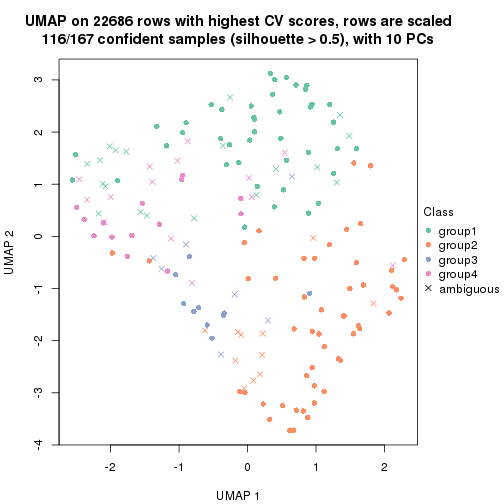 UMAP on 22686 rows with highest CV scores, rows are scaled
116/167 confident samples (silhouette > 0.5), with 10 PCs
3
2
1
0
-1
-2
-3
-4
UMAP 2
-2
-1
0
1
2
UMAP 1
Class
group1
group2
group3
group4
ambiguous